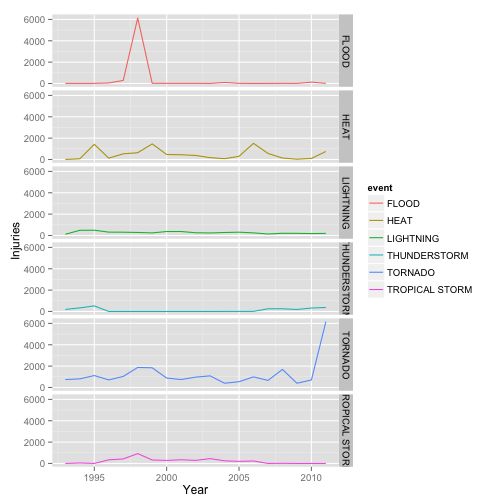 6000
4000
2000
0
FLOOD
6000
4000
2000
0
HEAT
6000
4000
2000
0
LIGHTNING
6000
4000
2000
0
HUNDERSTORM
6000
4000
2000
0
TORNADO
6000
4000
2000
0
ROPICAL STOR
Injuries
1995
2000
2005
2010
Year
event
FLOOD
HEAT
LIGHTNING
THUNDERSTORM
TORNADO
TROPICAL STORM